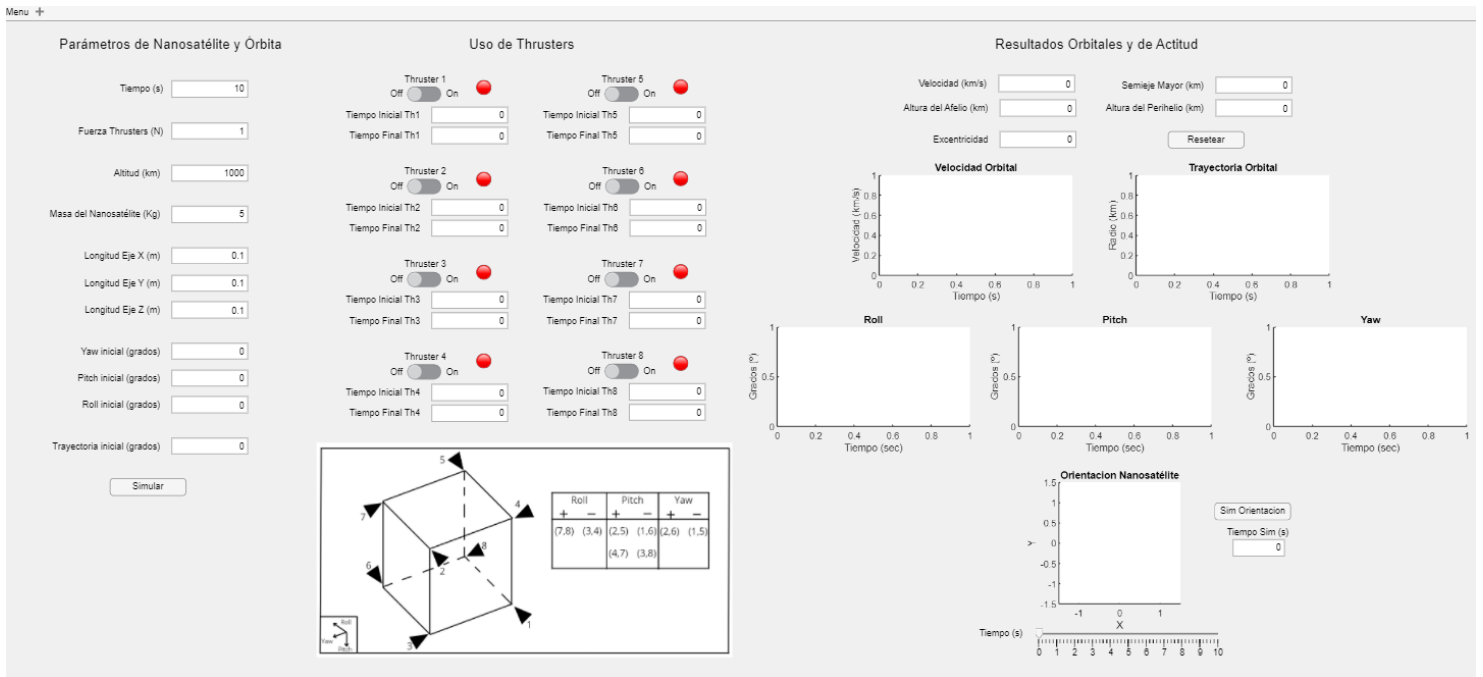 Menu
Parámetros de Nanosatélite y Órbita
Tiempo (s) 10
Fuerza Thrusters (N) 1
Altitud (km) 1000
Masa del Nanosatélite (Kg) 5
Longitud Eje X (m) 0.1
Longitud Eje Y (m) 0.1
Longitud Eje Z (m) 0.1
Yaw inicial (grados) 0
Pitch inicial (grados) 0
Roll inicial (grados) 0
Trayectoria inicial (grados) 0
Simular
Uso de Thrusters
Thruster 1
Off On
Tiempo Inicial Th1 0
Tiempo Final Th1 0
Thruster 2
Off On
Tiempo Inicial Th2 0
Tiempo Final Th2 0
Thruster 3
Off On
Tiempo Inicial Th3 0
Tiempo Final Th3 0
Thruster 4
Off On
Tiempo Inicial Th4 0
Tiempo Final Th4 0
Thruster 5
Off On
Tiempo Inicial Th5 0
Tiempo Final Th5 0
Thruster 6
Off On
Tiempo Inicial Th6 0
Tiempo Final Th6 0
Thruster 7
Off On
Tiempo Inicial Th7 0
Tiempo Final Th7 0
Thruster 8
Off On
Tiempo Inicial Th8 0
Tiempo Final Th8 0
5
4
7
8
2
6
1
3
Roll
Yaw
Pitch
Roll Pitch Yaw
+ − + − + −
(7,8) (3,4) (2,5) (1,6) (2,6) (1,5)
(4,7) (3,8)
Resultados Orbitales y de Actitud
Velocidad (km/s) 0
Semieje Mayor (km) 0
Altura del Afelio (km) 0
Altura del Perihelio (km) 0
Excentricidad 0
Resetear
Velocidad Orbital
Velocidad (km/s)
1
0.8
0.6
0.4
0.2
0
0 0.2 0.4 0.6 0.8 1
Tiempo (s)
Trayectoria Orbital
Radio (km)
1
0.8
0.6
0.4
0.2
0
0 0.2 0.4 0.6 0.8 1
Tiempo (s)
Roll
Grados (º)
1
0.5
0
0 0.2 0.4 0.6 0.8 1
Tiempo (sec)
Pitch
Grados (º)
1
0.5
0
0 0.2 0.4 0.6 0.8 1
Tiempo (sec)
Yaw
Grados (º)
1
0.5
0
0 0.2 0.4 0.6 0.8 1
Tiempo (sec)
Orientacion Nanosatélite
Y
1.5
1
0.5
0
-0.5
-1
-1.5
-1 0 1
X
Sim Orientacion
Tiempo Sim (s)
0
Tiempo (s)
0 1 2 3 4 5 6 7 8 9 10